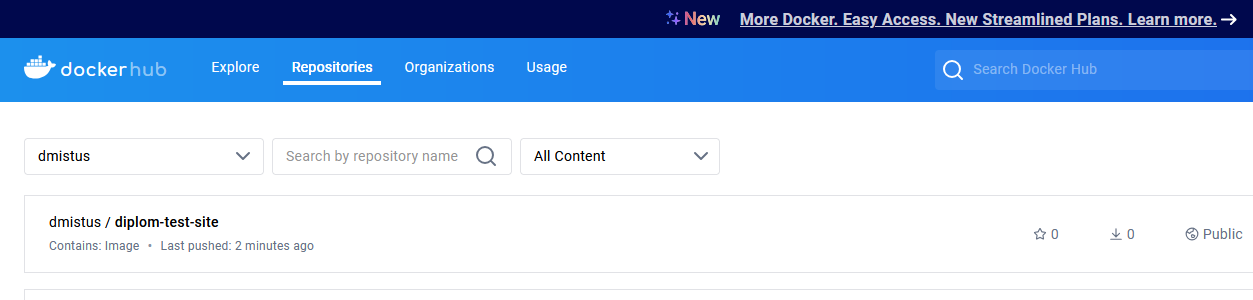 New More Docker. Easy Access. New Streamlined Plans. Learn more.
dockerhub Explore Repositories Organizations Usage Search Docker Hub
dmistus Search by repository name All Content
dmistus / diplom-test-site
0 0 Public
Contains: Image • Last pushed: 2 minutes ago